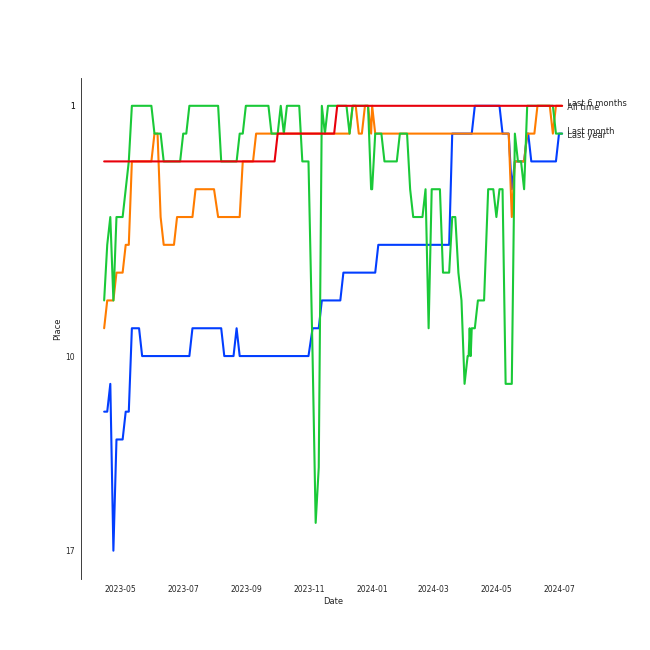 1
10
17
Place
2023-05
2023-07
2023-09
2023-11
2024-01
2024-03
2024-05
2024-07
Date
Last 6 months
All time
Last month
Last year